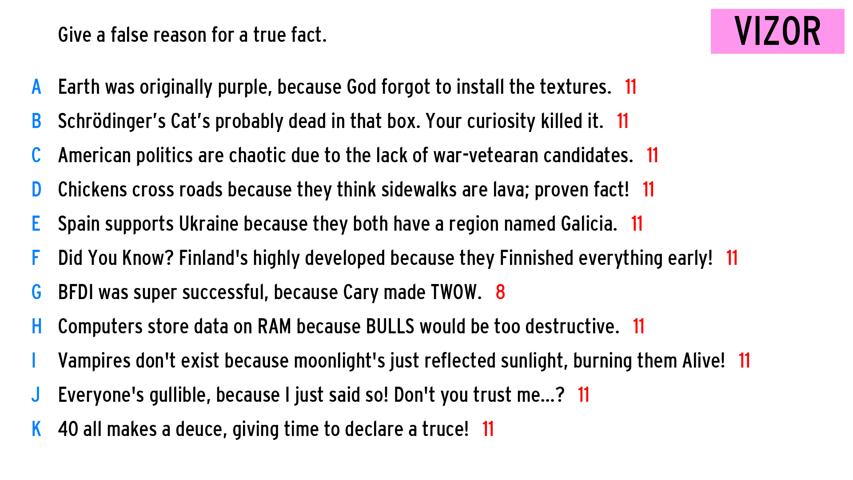 Give a false reason for a true fact.
VIZOR
A Earth was originally purple, because God forgot to install the textures. 11
B Schrödinger's Cat's probably dead in that box. Your curiosity killed it. 11
C American politics are chaotic due to the lack of war-vetearan candidates. 11
D Chickens cross roads because they think sidewalks are lava; proven fact! 11
E Spain supports Ukraine because they both have a region named Galicia. 11
F Did You Know? Finland's highly developed because they Finnished everything early! 11
G BFDI was super successful, because Cary made TWOW. 8
H Computers store data on RAM because BULLS would be too destructive. 11
I Vampires don't exist because moonlight's just reflected sunlight, burning them Alive! 11
J Everyone's gullible, because I just said so! Don't you trust me...? 11
K 40 all makes a deuce, giving time to declare a truce! 11